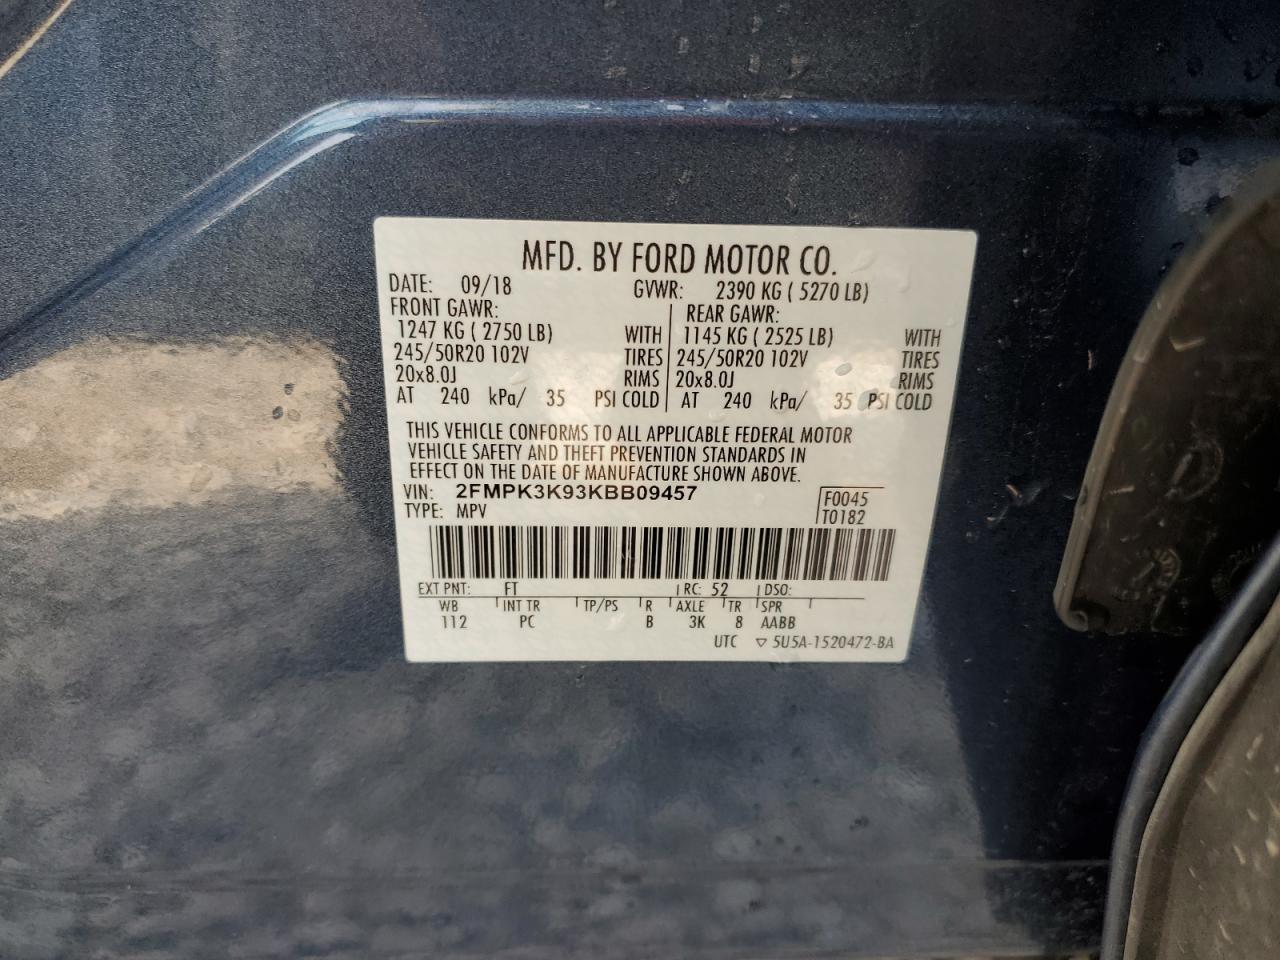 MFD. BY FORD MOTOR CO.
DATE: 09/18 GVWR: 2390 KG ( 5270 LB)
FRONT GAWR: REAR GAWR:
1247 KG ( 2750 LB) WITH 1145 KG ( 2525 LB) WITH
245/50R20 102V TIRES 245/50R20 102V TIRES
20x8.0J RIMS 20x8.0J RIMS
AT 240 kPa/ 35 PSI COLD AT 240 kPa/ 35 PSI COLD
THIS VEHICLE CONFORMS TO ALL APPLICABLE FEDERAL MOTOR
VEHICLE SAFETY AND THEFT PREVENTION STANDARDS IN
EFFECT ON THE DATE OF MANUFACTURE SHOWN ABOVE.
VIN: 2FMPK3K93KBB09457 F0045
TYPE: MPV T0182
EXT PNT: FT RC: 52 DSO:
WB INT TR TP/PS R AXLE TR SPR
112 PC B 3K 8 AABB
UTC ▽ 5U5A-1520472-BA